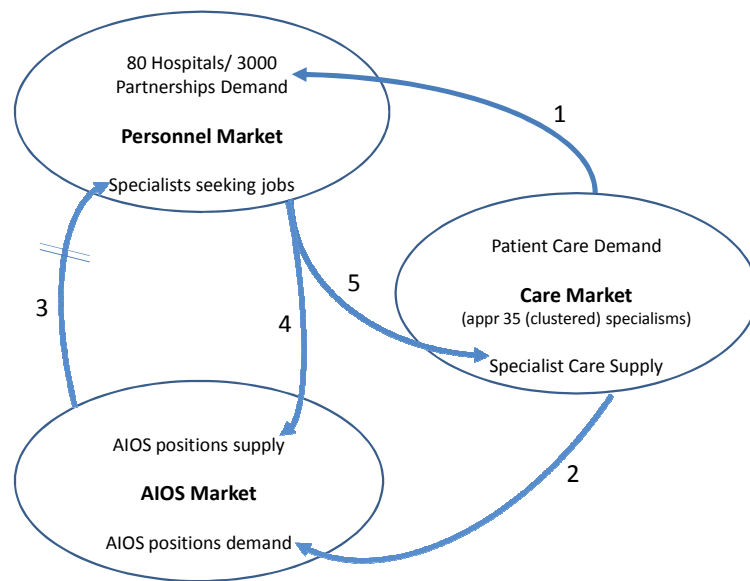 80 Hospitals/ 3000
Partnerships Demand
1
Personnel Market
Specialists seeking jobs
Patient Care Demand
5
Care Market
3
4
(appr 35 (clustered) specialisms)
Specialist Care Supply
AIOS positions supply
2
AIOS Market
AIOS positions demand